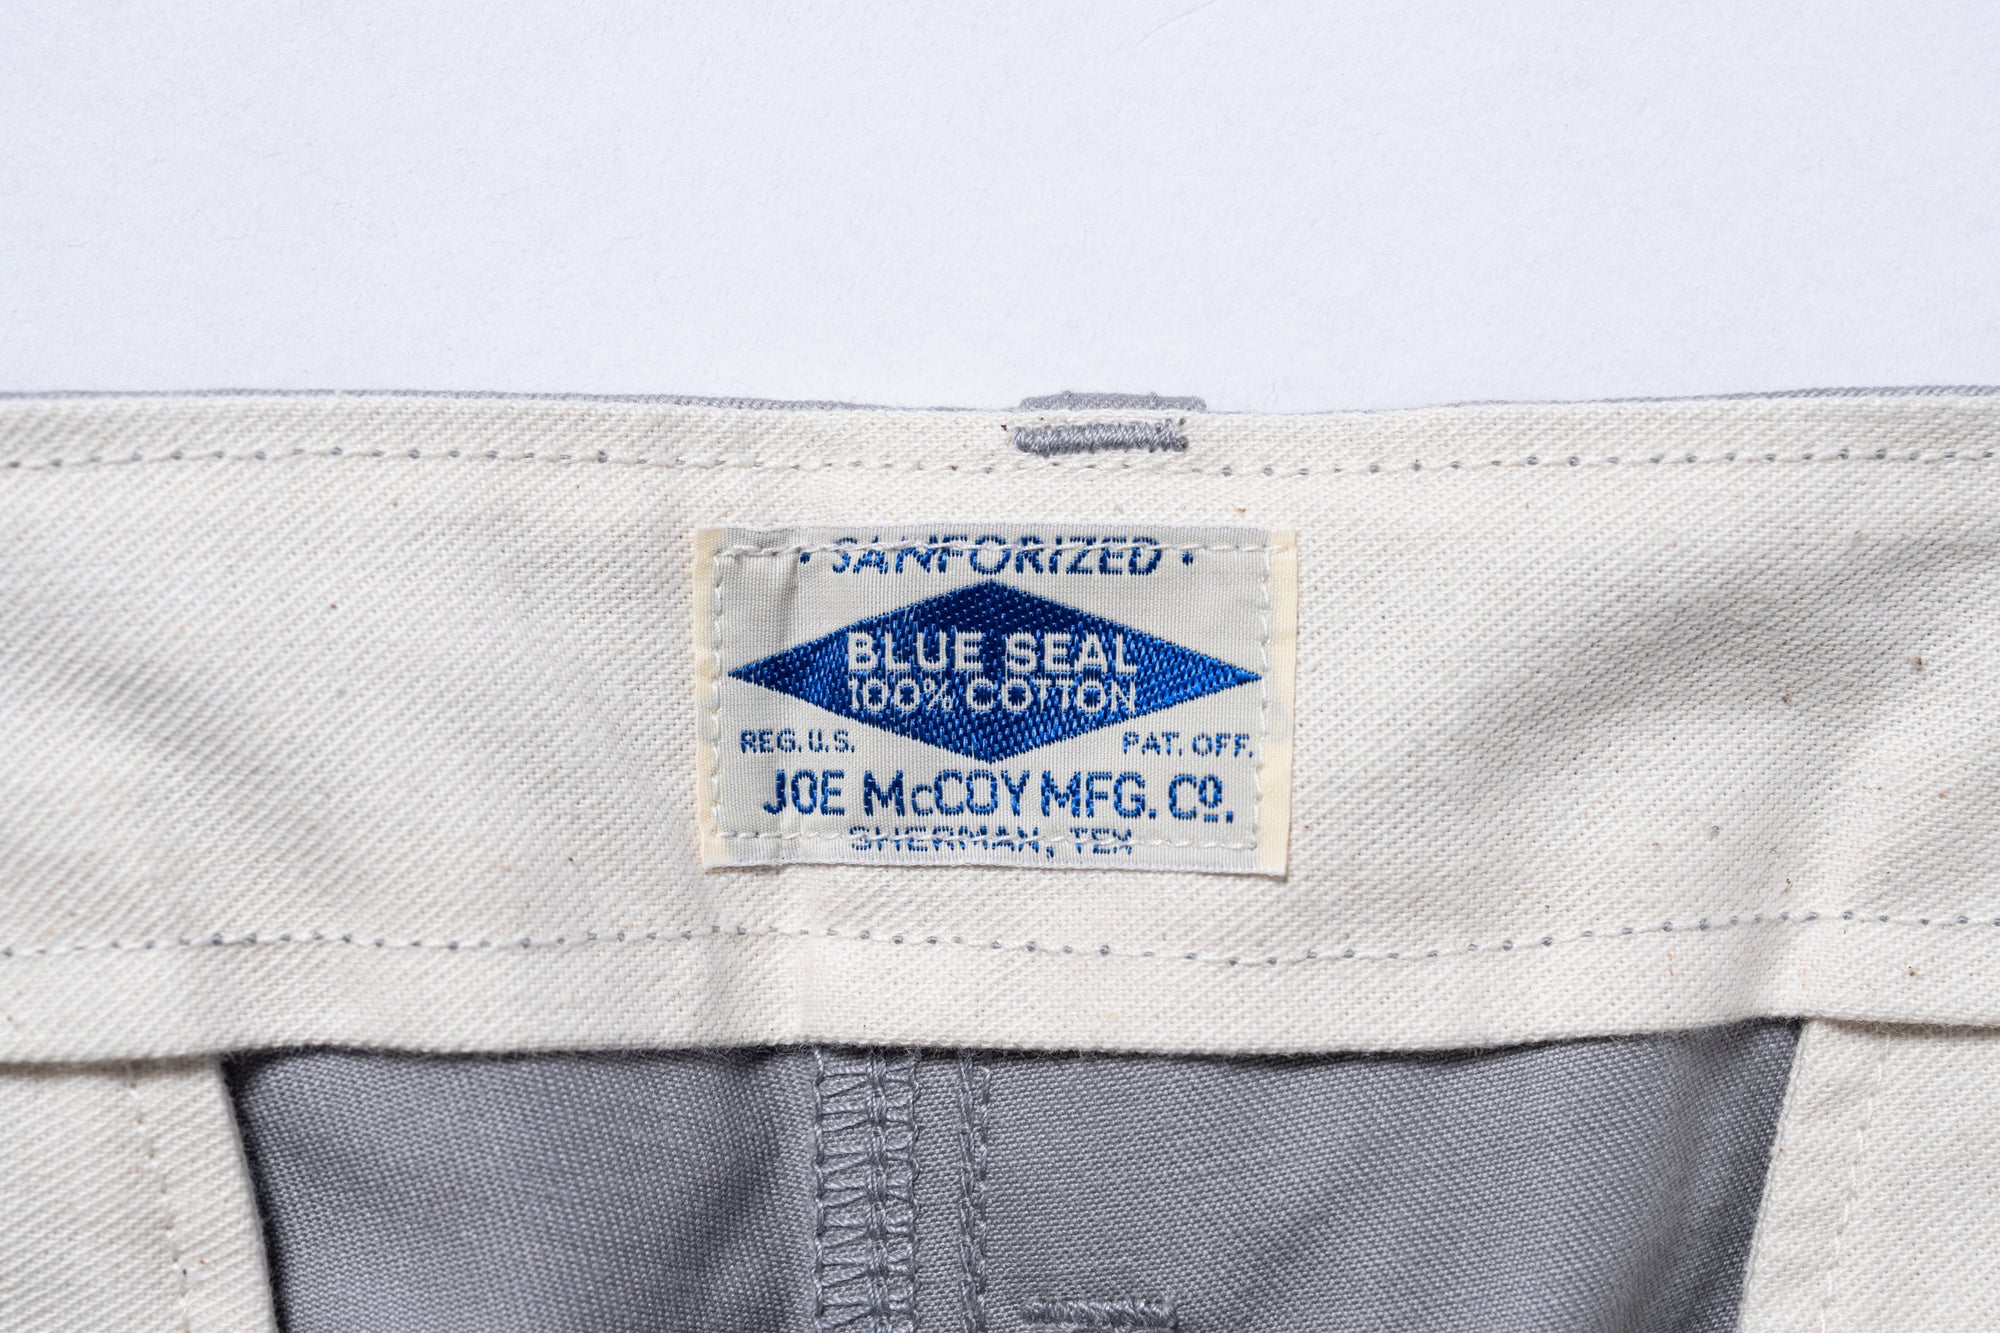 • SANFORIZED •
BLUE SEAL
100% COTTON
REG. U.S. PAT. OFF.
JOE McCOY MFG. Co.
SHERMAN, TEX